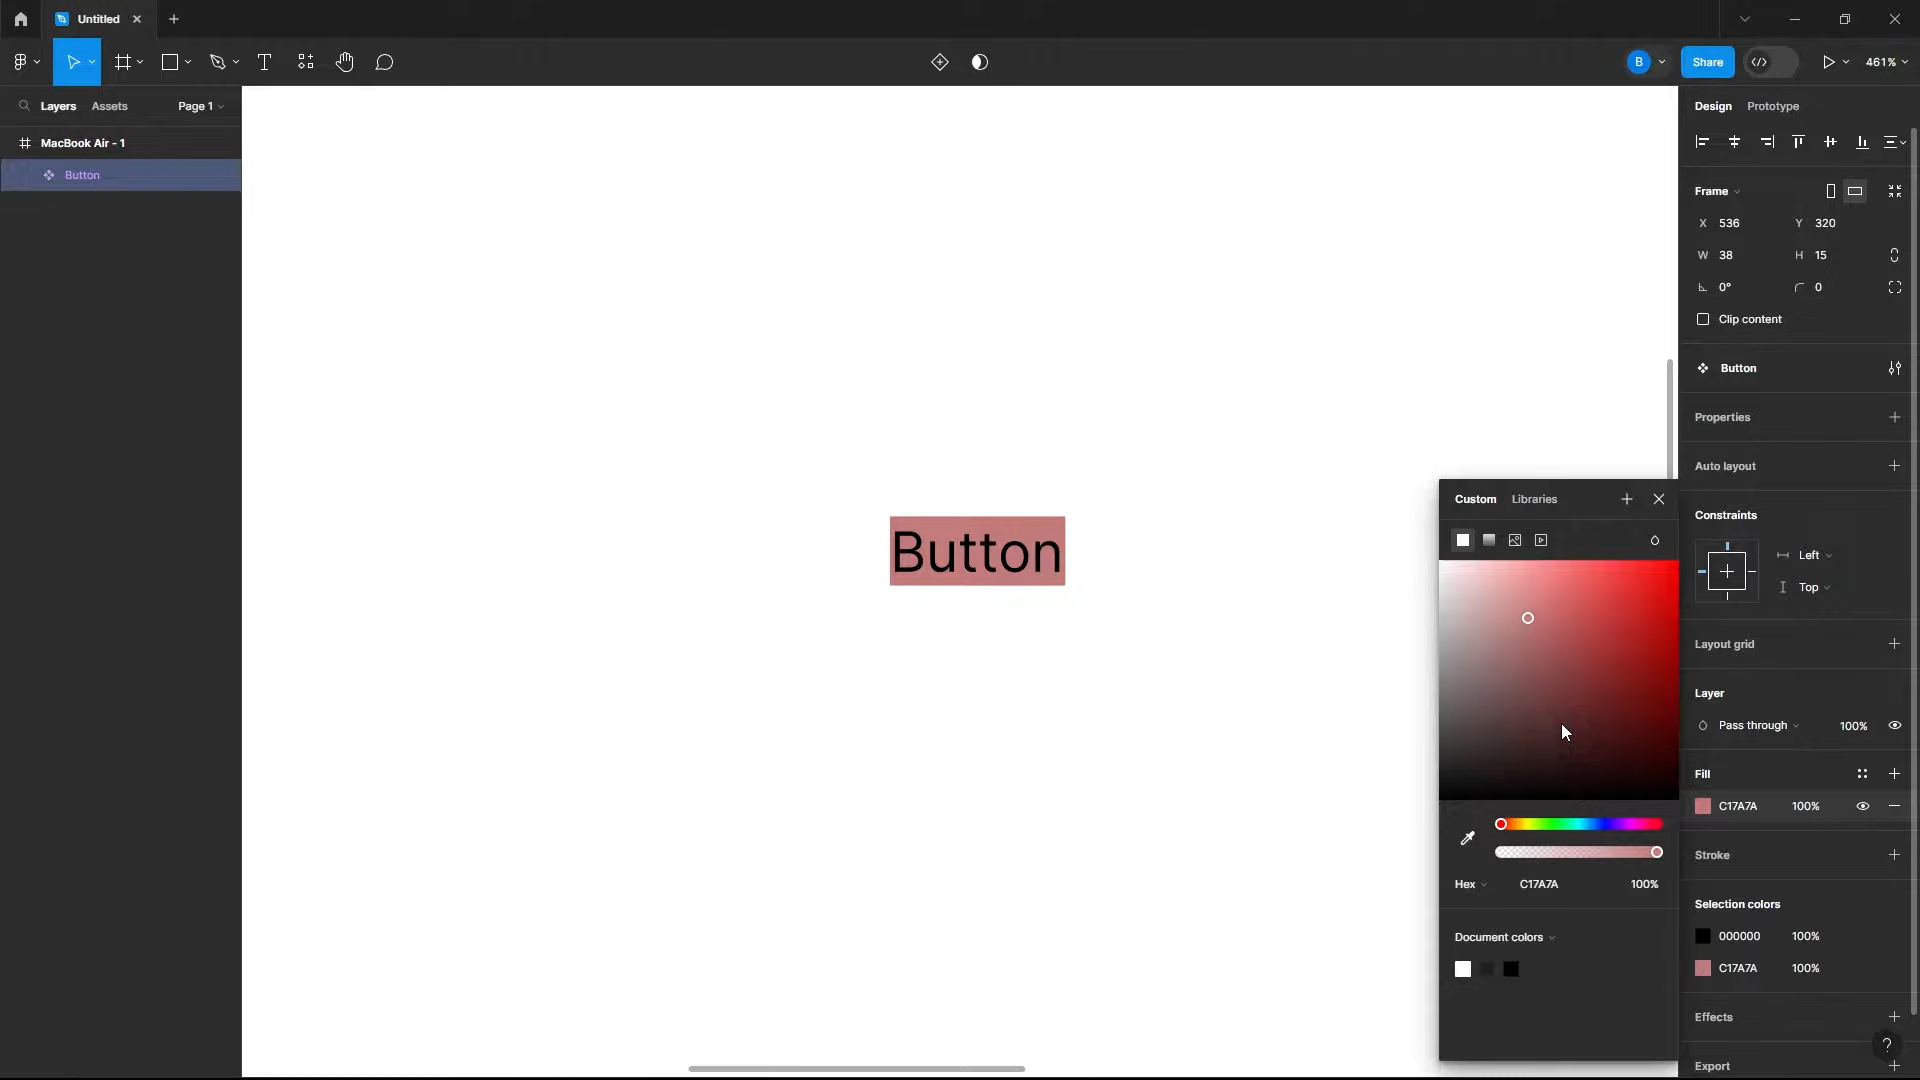 Untitled
B
Share
461%
Layers
Assets
Page 1
Design
Prototype
MacBook Air - 1
Button
Frame
X 536
Y 320
W 38
H 15
0°
0
Clip content
Button
Properties
Auto layout
Constraints
Left
Top
Layout grid
Layer
Pass through
100%
Fill
C17A7A
100%
Stroke
Selection colors
000000
100%
C17A7A
100%
Effects
Export
?
Button
Custom
Libraries
Hex
C17A7A
100%
Document colors